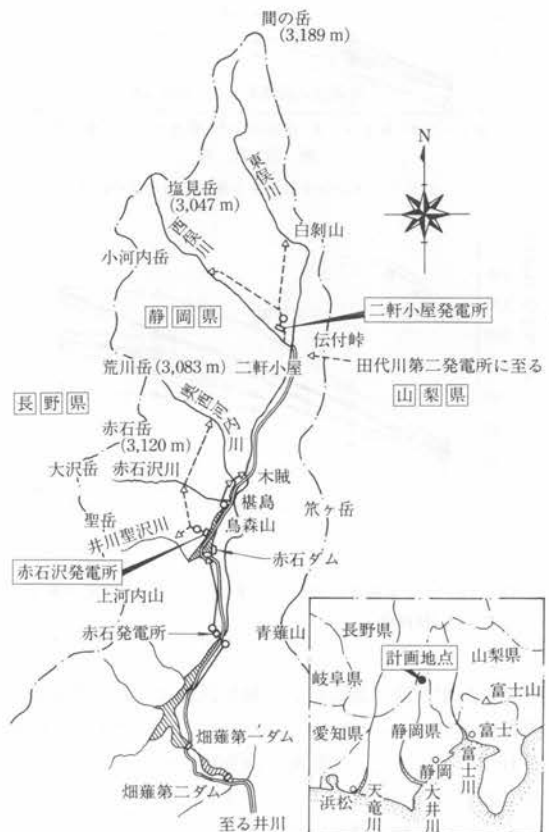 間の岳
(3,189 m)
N
塩見岳
(3,047 m)
東俣川
西俣川
白剝山
小河内岳
静岡県
二軒小屋発電所
伝付峠
荒川岳(3,083 m)
二軒小屋
田代川第二発電所に至る
長野県
山梨県
奥西河内川
赤石岳
(3,120 m)
大沢岳
赤石沢川
木賊
椹島
笊ヶ岳
聖岳
鳥森山
井川聖沢川
赤石ダム
赤石沢発電所
上河内山
赤石発電所
青薙山
畑薙第一ダム
畑薙第二ダム
至る井川
長野県
計画地点
山梨県
岐阜県
富士山
愛知県
静岡県
富士
静岡
富士川
浜松
天竜川
大井川